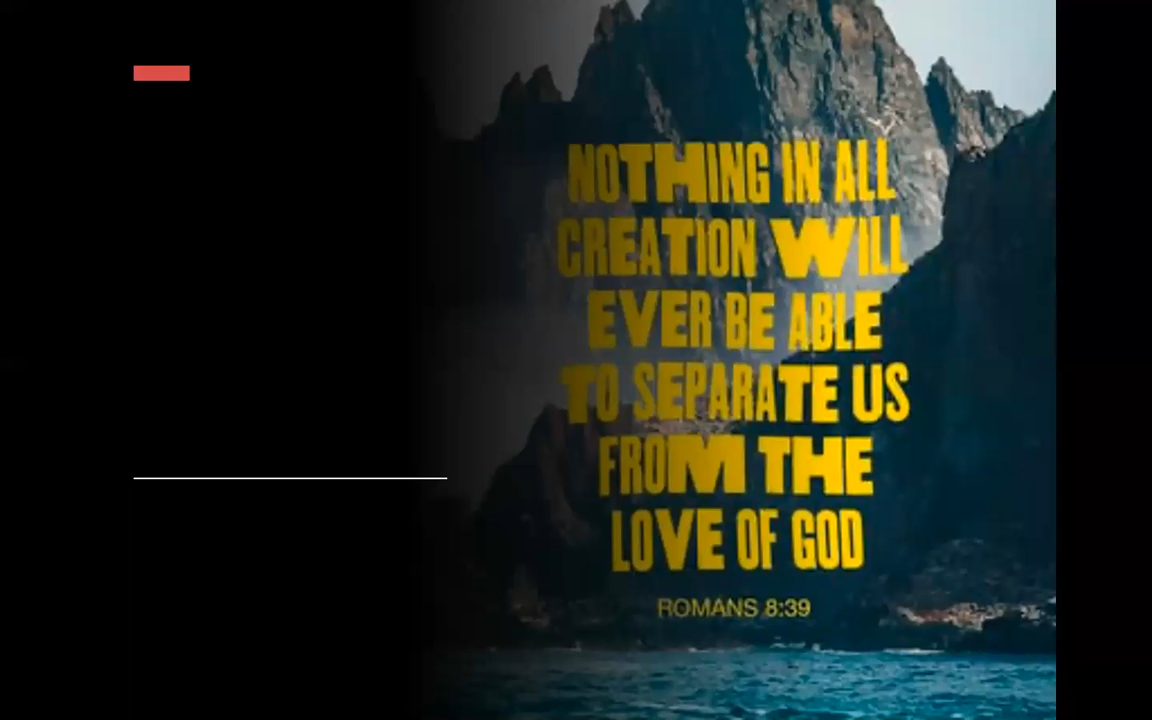 NOTHING IN ALL
CREATION WILL
EVER BE ABLE
TO SEPARATE US
FROM THE
LOVE OF GOD
ROMANS 8:39